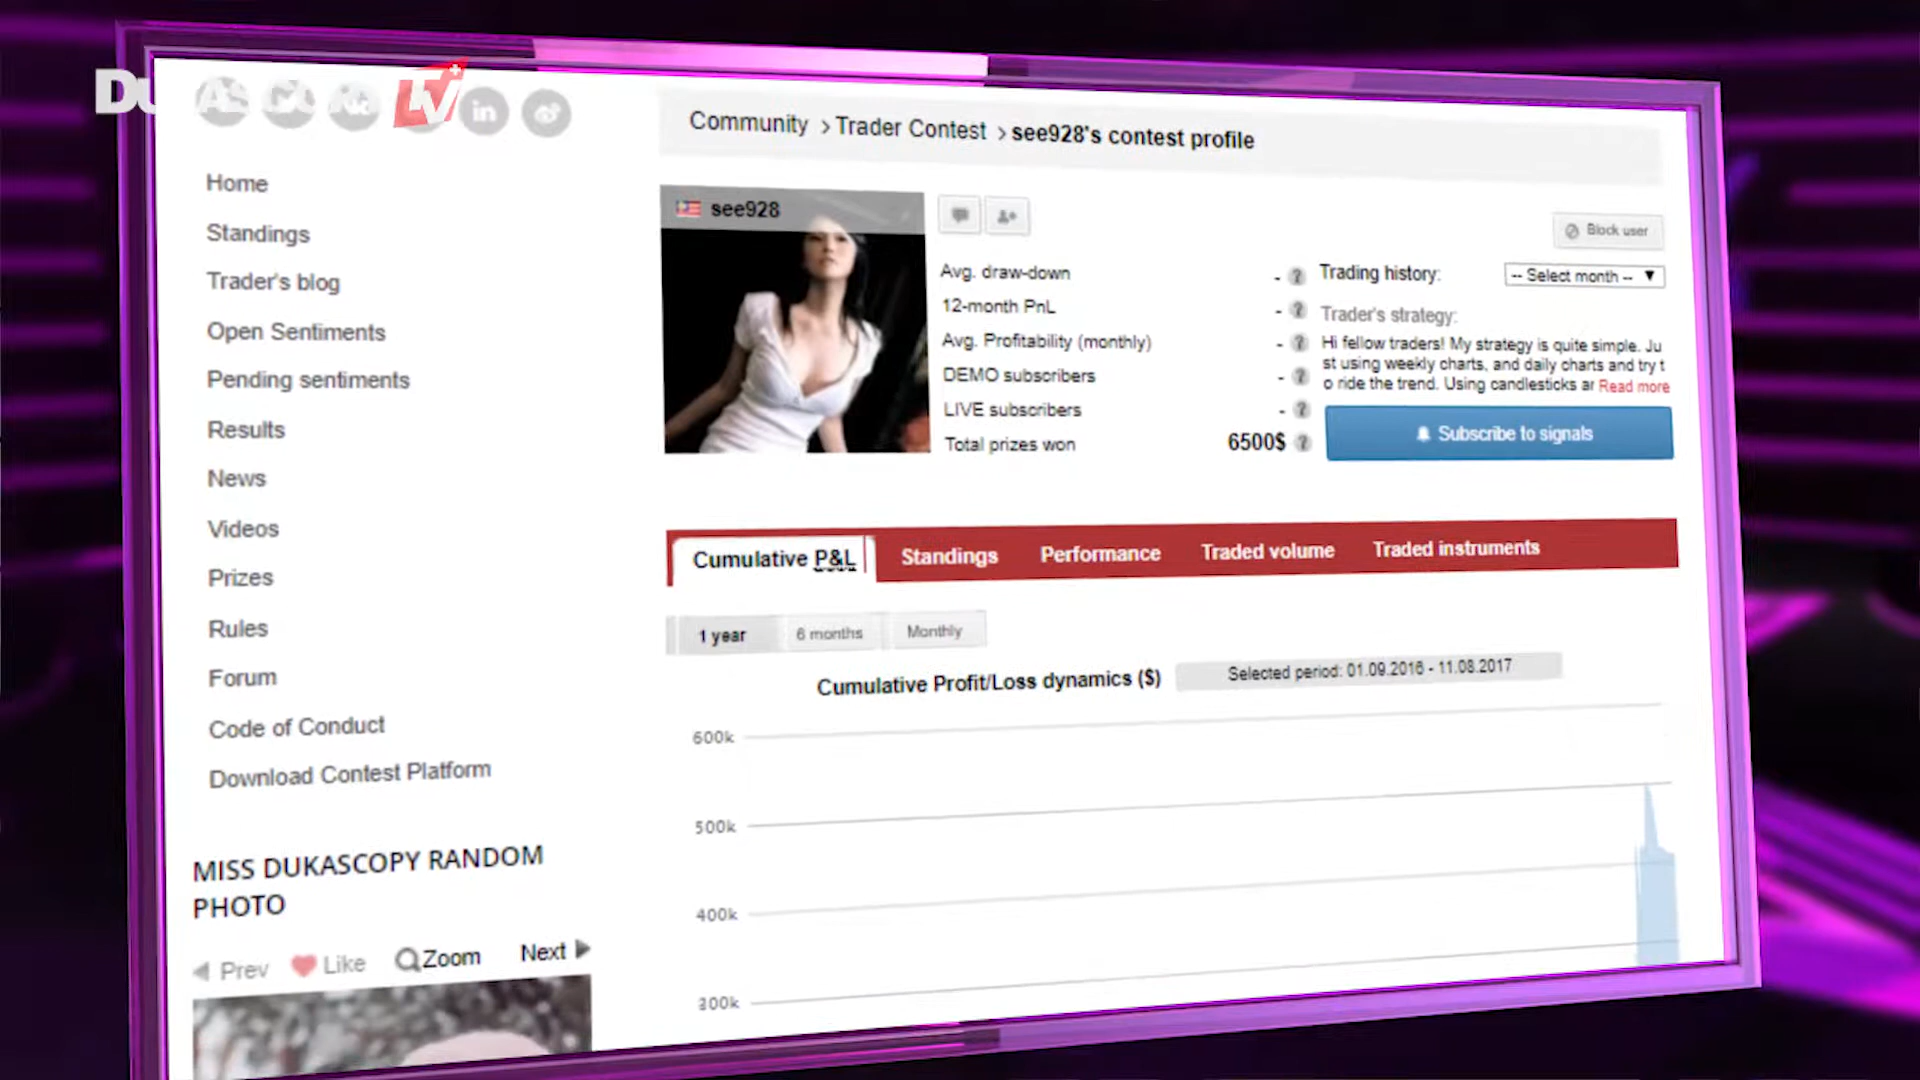 DUKASCOPY TV+
Community > Trader Contest > see928's contest profile
Home
Standings
Trader's blog
Open Sentiments
Pending sentiments
Results
News
Videos
Prizes
Rules
Forum
Code of Conduct
Download Contest Platform
MISS DUKASCOPY RANDOM
PHOTO
Prev Like Zoom Next
see928
Block user
Avg. draw-down - ?
12-month PnL - ?
Avg. Profitability (monthly) - ?
DEMO subscribers - ?
LIVE subscribers - ?
Total prizes won 6500$ ?
Trading history: -- Select month --
Trader's strategy:
Hi fellow traders! My strategy is quite simple. Ju
st using weekly charts, and daily charts and try t
o ride the trend. Using candlesticks ar Read more
Subscribe to signals
Cumulative P&L Standings Performance Traded volume Traded instruments
1 year 6 months Monthly
Cumulative Profit/Loss dynamics ($) Selected period: 01.09.2016 - 11.08.2017
600k
500k
400k
300k